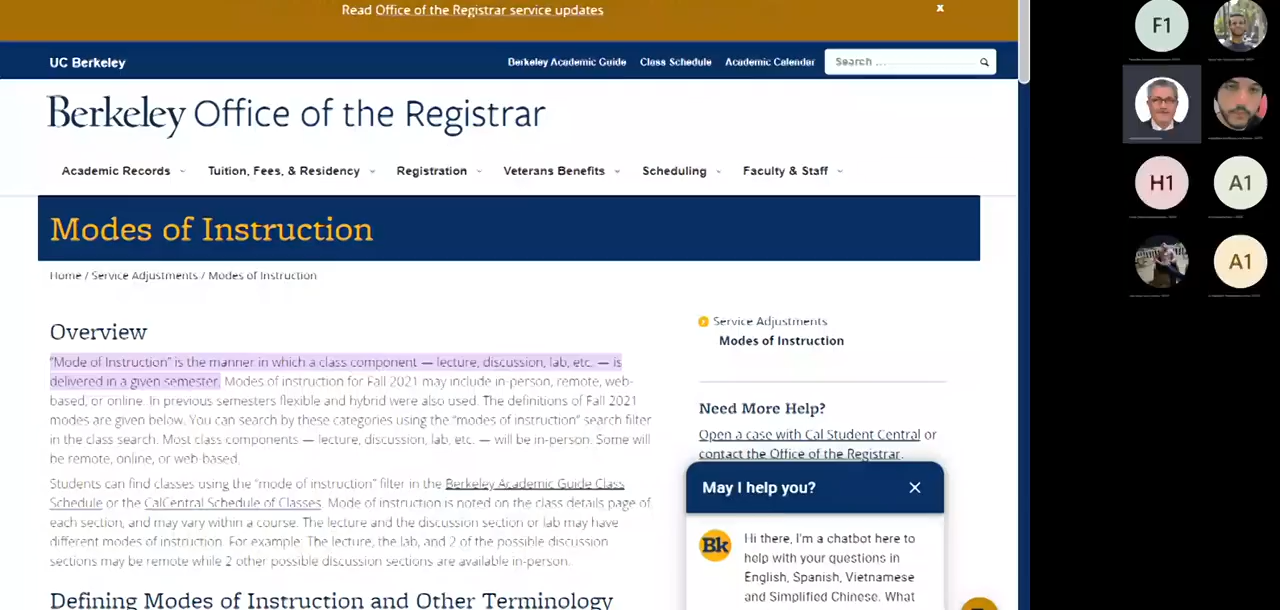 Read Office of the Registrar service updates
x
UC Berkeley
Berkeley Academic Guide Class Schedule Academic Calendar
Search ...
Berkeley Office of the Registrar
Academic Records
Tuition, Fees, & Residency
Registration
Veterans Benefits
Scheduling
Faculty & Staff
Modes of Instruction
Home / Service Adjustments / Modes of Instruction
Overview
"Mode of Instruction" is the manner in which a class component — lecture, discussion, lab, etc. — is
delivered in a given semester. Modes of instruction for Fall 2021 may include in-person, remote, web-
based, or online. In previous semesters flexible and hybrid were also used. The definitions of Fall 2021
modes are given below. You can search by these categories using the "modes of instruction" search filter
in the class search. Most class components — lecture, discussion, lab, etc. — will be in-person. Some will
be remote, online, or web-based.
Students can find classes using the "mode of instruction" filter in the Berkeley Academic Guide Class
Schedule or the CalCentral Schedule of Classes. Mode of instruction is noted on the class details page of
each section, and may vary within a course. The lecture and the discussion section or lab may have
different modes of instruction. For example: The lecture, the lab, and 2 of the possible discussion
sections may be remote while 2 other possible discussion sections are available in-person.
Defining Modes of Instruction and Other Terminology
Service Adjustments
Modes of Instruction
Need More Help?
Open a case with Cal Student Central or
contact the Office of the Registrar.
May I help you?
Bk
Hi there, I'm a chatbot here to
help with your questions in
English, Spanish, Vietnamese
and Simplified Chinese. What
F1
H1
A1
A1